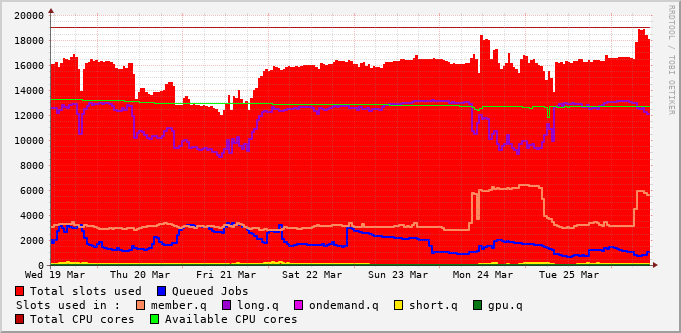 20000
18000
16000
14000
12000
10000
8000
6000
4000
2000
0
Wed 19 Mar Thu 20 Mar Fri 21 Mar Sat 22 Mar Sun 23 Mar Mon 24 Mar Tue 25 Mar
Total slots used Queued Jobs
Slots used in : member.q long.q ondemand.q short.q gpu.q
Total CPU cores Available CPU cores
RRDTOOL / TOBI OETIKER